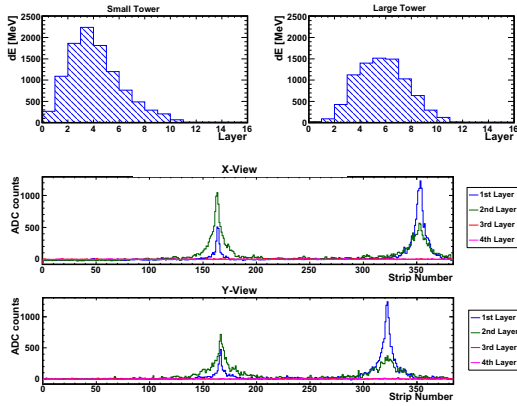 Small Tower
Large Tower
dE [MeV]
2500
2000
1500
1000
500
0
0 2 4 6 8 10 12 14 16
Layer
dE [MeV]
2500
2000
1500
1000
500
0
0 2 4 6 8 10 12 14 16
Layer
X-View
ADC counts
1000
500
0
0 50 100 150 200 250 300 350
Strip Number
1st Layer
2nd Layer
3rd Layer
4th Layer
Y-View
ADC counts
1000
500
0
0 50 100 150 200 250 300 350
Strip Number
1st Layer
2nd Layer
3rd Layer
4th Layer